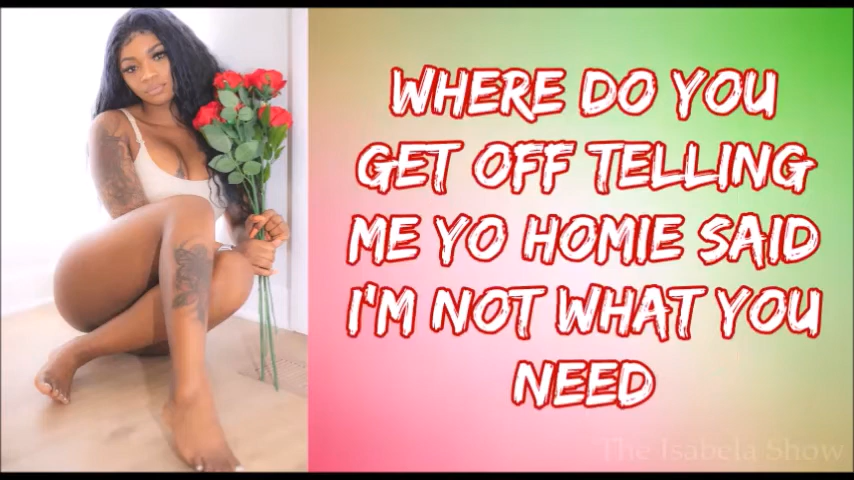 WHERE DO YOU
GET OFF TELLING
ME YO HOMIE SAID
I'M NOT WHAT YOU
NEED
The Isabela Show